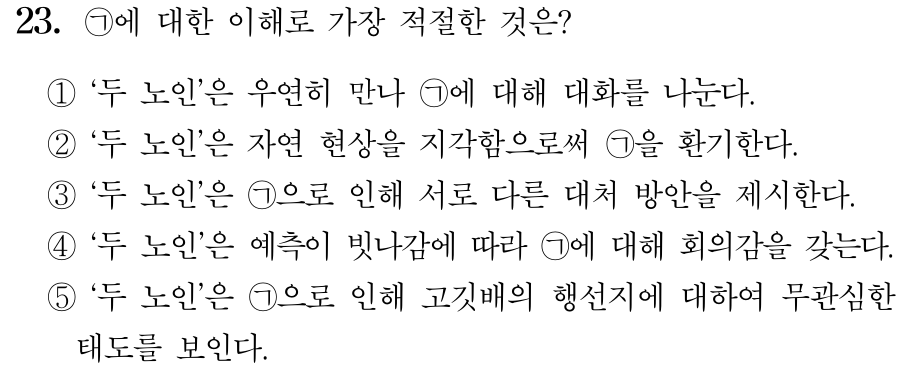 23. ㉠에 대한 이해로 가장 적절한 것은?
① ‘두 노인’은 우연히 만나 ㉠에 대해 대화를 나눈다.
② ‘두 노인’은 자연 현상을 지각함으로써 ㉠을 환기한다.
③ ‘두 노인’은 ㉠으로 인해 서로 다른 대처 방안을 제시한다.
④ ‘두 노인’은 예측이 빗나감에 따라 ㉠에 대해 회의감을 갖는다.
⑤ ‘두 노인’은 ㉠으로 인해 고깃배의 행선지에 대하여 무관심한
태도를 보인다.